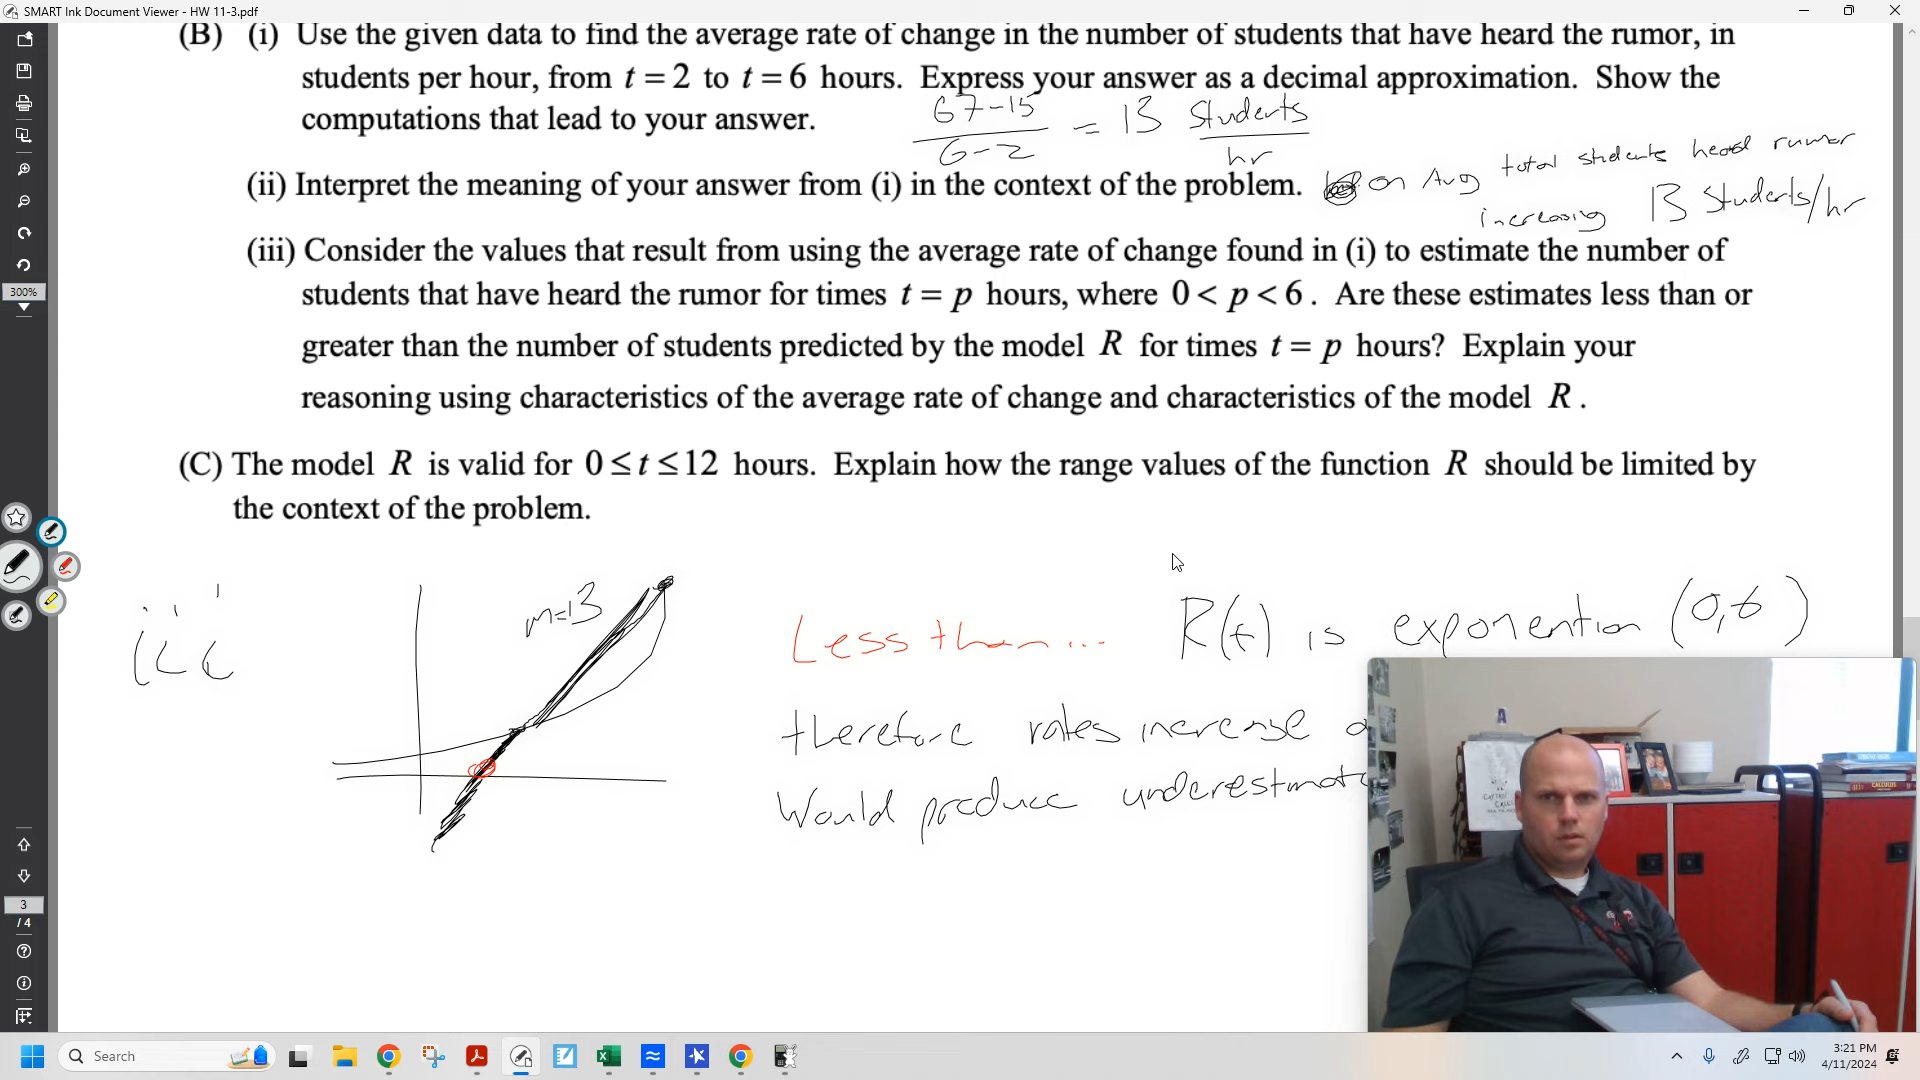 SMART Ink Document Viewer - HW 11-3.pdf
(B) (i) Use the given data to find the average rate of change in the number of students that have heard the rumor, in
students per hour, from t = 2 to t = 6 hours. Express your answer as a decimal approximation. Show the
computations that lead to your answer.
67-15
6-2
= 13 Students
hr
(ii) Interpret the meaning of your answer from (i) in the context of the problem.
on Avg total students heard rumor
increasing 13 Students/hr
(iii) Consider the values that result from using the average rate of change found in (i) to estimate the number of
students that have heard the rumor for times t = p hours, where 0 < p < 6. Are these estimates less than or
greater than the number of students predicted by the model R for times t = p hours? Explain your
reasoning using characteristics of the average rate of change and characteristics of the model R.
(C) The model R is valid for 0 ≤ t ≤ 12 hours. Explain how the range values of the function R should be limited by
the context of the problem.
iii
m=13
Less than... R(t) is exponention (0,6)
therefore rates increase
Would produce
300%
3
/ 4
CALCULUS
Search
3:21 PM
4/11/2024